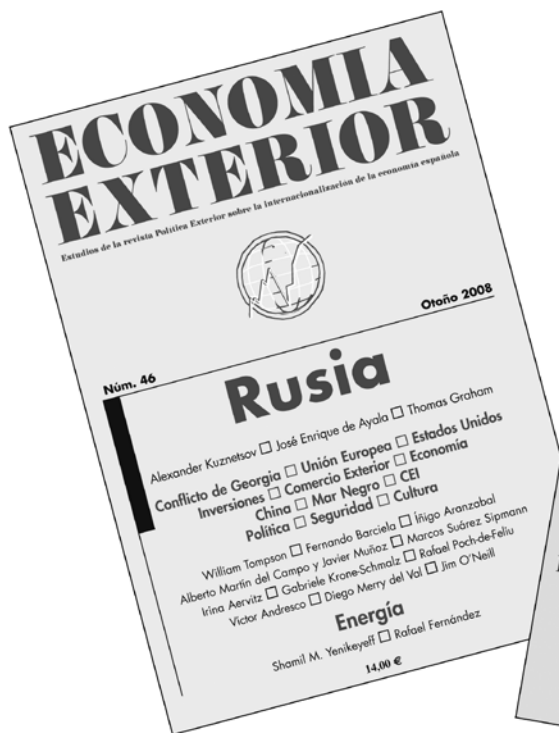 ECONOMIA
EXTERIOR
Estudios de la revista Política Exterior sobre la internacionalización de la economía española
Núm. 46
Otoño 2008
Rusia
Alexander Kuznetsov □ José Enrique de Ayala □ Thomas Graham
Conflicto de Georgia □ Unión Europea □ Estados Unidos
Inversiones □ Comercio Exterior □ Economía
China □ Mar Negro □ CEI
Política □ Seguridad □ Cultura
William Tompson □ Fernando Barciela □ Íñigo Aranzabal
Alberto Martín del Campo y Javier Muñoz □ Marcos Suárez Sipmann
Irina Aervitz □ Gabriele Krone-Schmalz □ Rafael Poch-de-Feliu
Víctor Andresco □ Diego Merry del Val □ Jim O'Neill
Energía
Shamil M. Yenikeyeff □ Rafael Fernández
14,00 €